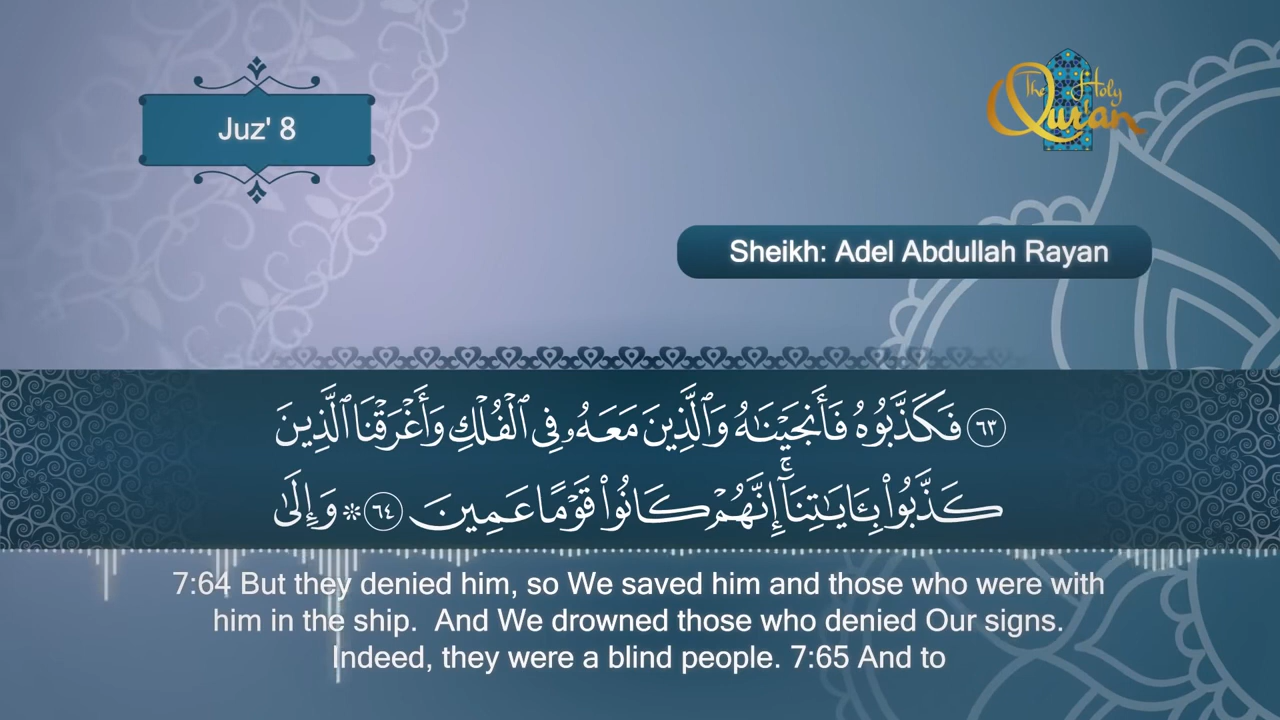 Juz' 8
The Holy Qur'an
Sheikh: Adel Abdullah Rayan
٦٣ فَكَذَّبُوهُ فَأَنجَيْنَٰهُ وَٱلَّذِينَ مَعَهُۥ فِى ٱلْفُلْكِ وَأَغْرَقْنَا ٱلَّذِينَ
كَذَّبُوا۟ بِـَٔايَٰتِنَآ ۚ إِنَّهُمْ كَانُوا۟ قَوْمًا عَمِينَ ٦٤ ۞ وَإِلَىٰ
7:64 But they denied him, so We saved him and those who were with
him in the ship. And We drowned those who denied Our signs.
Indeed, they were a blind people. 7:65 And to